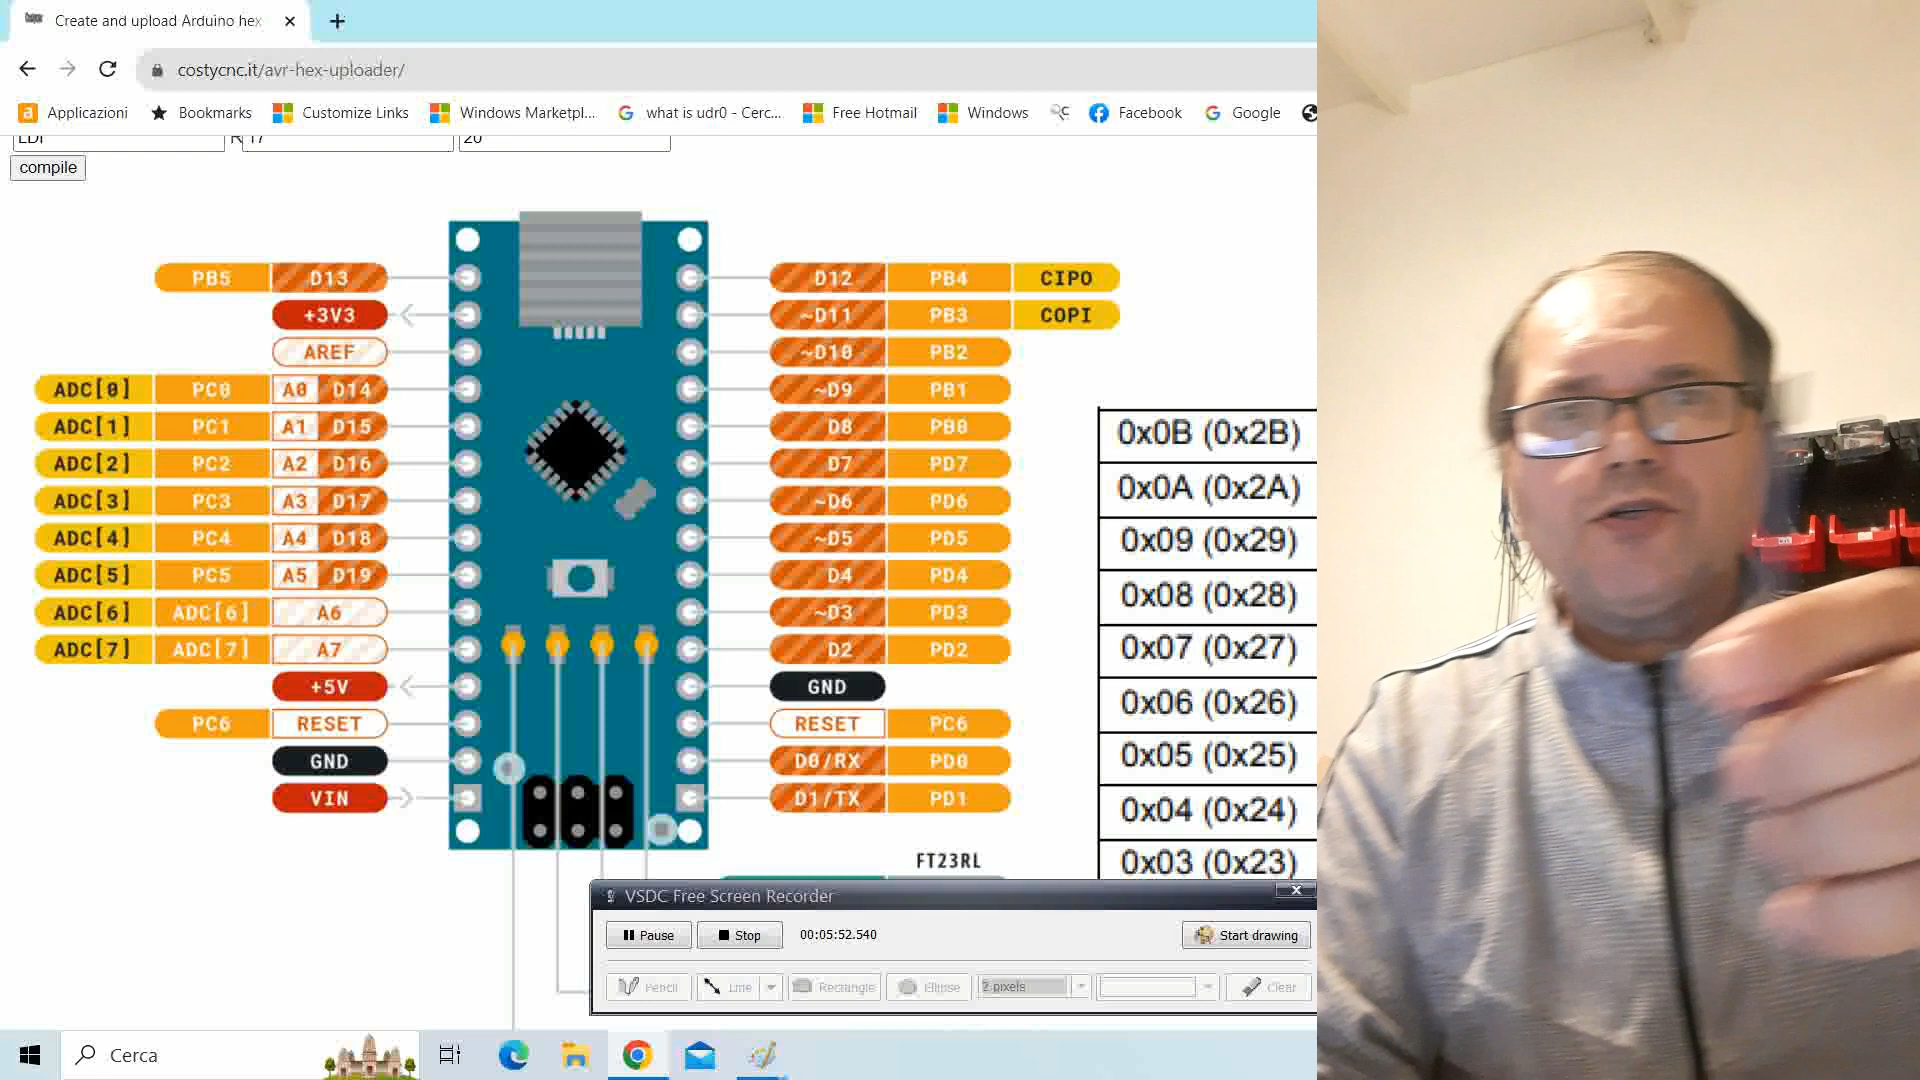 Create and upload Arduino hex
costycnc.it/avr-hex-uploader/
Applicazioni Bookmarks Customize Links Windows Marketpl... what is udr0 - Cerc... Free Hotmail Windows Facebook Google
LDI R 17 20
compile
PB5 D13 D12 PB4 CIPO
+3V3 ~D11 PB3 COPI
AREF ~D10 PB2
ADC[0] PC0 A0 D14 ~D9 PB1
ADC[1] PC1 A1 D15 D8 PB0
0x0B (0x2B)
ADC[2] PC2 A2 D16 D7 PD7
0x0A (0x2A)
ADC[3] PC3 A3 D17 ~D6 PD6
ADC[4] PC4 A4 D18 ~D5 PD5
0x09 (0x29)
ADC[5] PC5 A5 D19 D4 PD4
0x08 (0x28)
ADC[6] ADC[6] A6 ~D3 PD3
ADC[7] ADC[7] A7 D2 PD2
0x07 (0x27)
+5V GND
0x06 (0x26)
PC6 RESET RESET PC6
GND D0/RX PD0
0x05 (0x25)
VIN D1/TX PD1
0x04 (0x24)
FT23RL
0x03 (0x23)
VSDC Free Screen Recorder
Pause Stop 00:05:52.540 Start drawing
Pencil Line Rectangle Ellipse 2 pixels Clear
Cerca